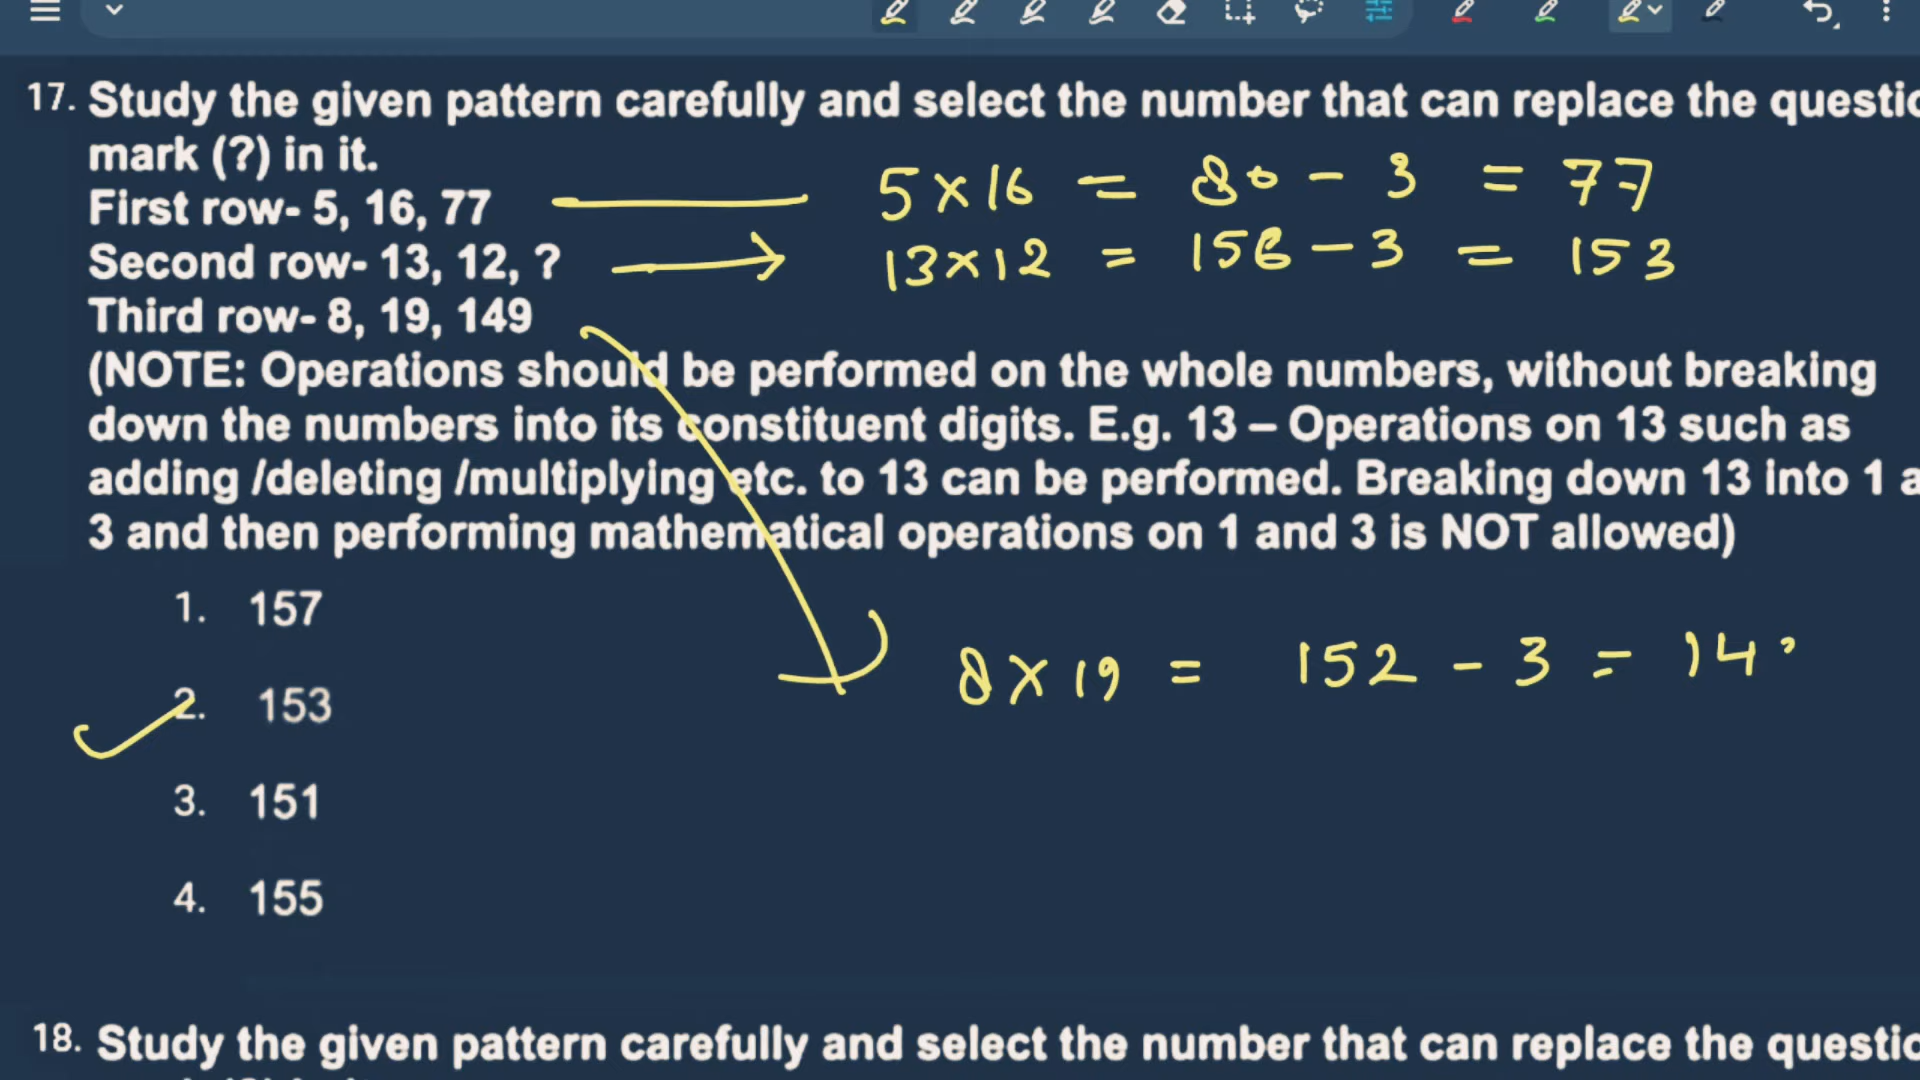 17. Study the given pattern carefully and select the number that can replace the questio
mark (?) in it.
5 × 16 = 80 - 3 = 77
First row- 5, 16, 77
13 × 12 = 156 - 3 = 153
Second row- 13, 12, ?
Third row- 8, 19, 149
(NOTE: Operations should be performed on the whole numbers, without breaking
down the numbers into its constituent digits. E.g. 13 – Operations on 13 such as
adding /deleting /multiplying etc. to 13 can be performed. Breaking down 13 into 1 a
3 and then performing mathematical operations on 1 and 3 is NOT allowed)
1. 157
8 × 19 = 152 - 3 = 14
2. 153
3. 151
4. 155
18. Study the given pattern carefully and select the number that can replace the questio